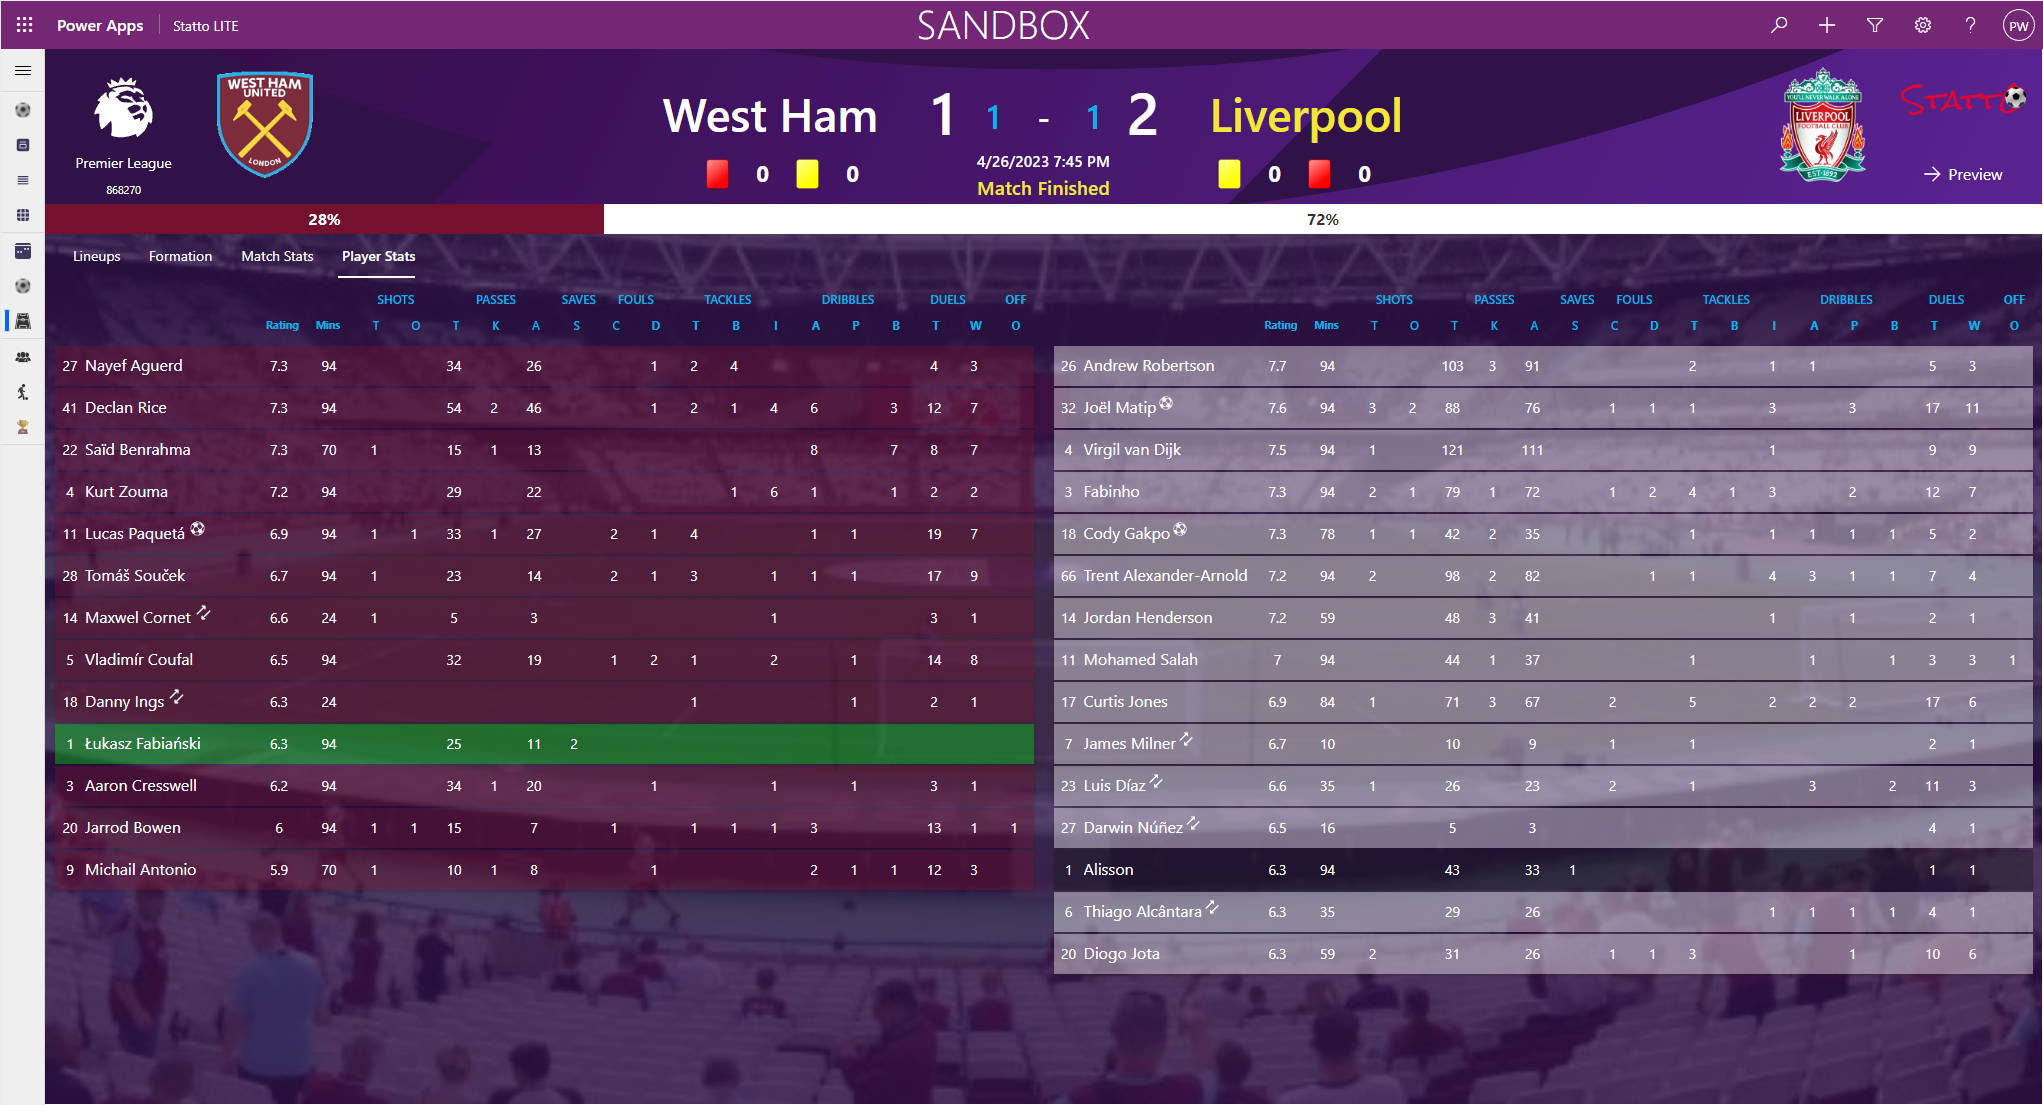 Power Apps Statto LITE SANDBOX PW
WEST HAM UNITED LONDON
Premier League
868270
West Ham 1 1 - 1 2 Liverpool
0 0 4/26/2023 7:45 PM 0 0
Match Finished
YOU'LL NEVER WALK ALONE LIVERPOOL FOOTBALL CLUB EST·1892
Statto
Preview
28% 72%
Lineups Formation Match Stats Player Stats
SHOTS PASSES SAVES FOULS TACKLES DRIBBLES DUELS OFF
Rating Mins T O T K A S C D T B I A P B T W O
27 Nayef Aguerd 7.3 94 34 26 1 2 4 4 3
41 Declan Rice 7.3 94 54 2 46 1 2 1 4 6 3 12 7
22 Saïd Benrahma 7.3 70 1 15 1 13 8 7 8 7
4 Kurt Zouma 7.2 94 29 22 1 6 1 1 2 2
11 Lucas Paquetá 6.9 94 1 1 33 1 27 2 1 4 1 1 19 7
28 Tomáš Souček 6.7 94 1 23 14 2 1 3 1 1 1 17 9
14 Maxwel Cornet 6.6 24 1 5 3 1 3 1
5 Vladimír Coufal 6.5 94 32 19 1 2 1 2 1 14 8
18 Danny Ings 6.3 24 1 1 2 1
1 Łukasz Fabiański 6.3 94 25 11 2
3 Aaron Cresswell 6.2 94 34 1 20 1 1 1 3 1
20 Jarrod Bowen 6 94 1 1 15 7 1 1 1 1 3 13 1 1
9 Michail Antonio 5.9 70 1 10 1 8 1 2 1 1 12 3
SHOTS PASSES SAVES FOULS TACKLES DRIBBLES DUELS OFF
Rating Mins T O T K A S C D T B I A P B T W O
26 Andrew Robertson 7.7 94 103 3 91 2 1 1 5 3
32 Joël Matip 7.6 94 3 2 88 76 1 1 1 3 3 17 11
4 Virgil van Dijk 7.5 94 1 121 111 1 9 9
3 Fabinho 7.3 94 2 1 79 1 72 1 2 4 1 3 2 12 7
18 Cody Gakpo 7.3 78 1 1 42 2 35 1 1 1 1 1 5 2
66 Trent Alexander-Arnold 7.2 94 2 98 2 82 1 1 4 3 1 1 7 4
14 Jordan Henderson 7.2 59 48 3 41 1 1 2 1
11 Mohamed Salah 7 94 44 1 37 1 1 1 3 3 1
17 Curtis Jones 6.9 84 1 71 3 67 2 5 2 2 2 17 6
7 James Milner 6.7 10 10 9 1 1 2 1
23 Luis Díaz 6.6 35 1 26 23 2 1 3 2 11 3
27 Darwin Núñez 6.5 16 5 3 4 1
1 Alisson 6.3 94 43 33 1 1 1
6 Thiago Alcântara 6.3 35 29 26 1 1 1 1 4 1
20 Diogo Jota 6.3 59 2 31 26 1 1 3 1 10 6